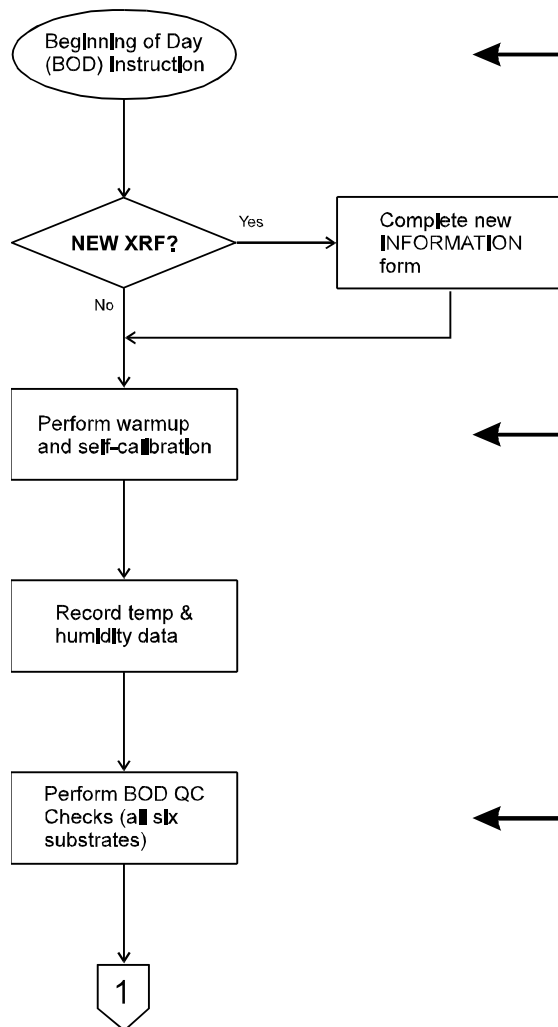 Beginning of Day
(BOD) Instruction
NEW XRF?
Yes
Complete new
INFORMATION
form
No
Perform warmup
and self-calibration
Record temp &
humidity data
Perform BOD QC
Checks (all six
substrates)
1